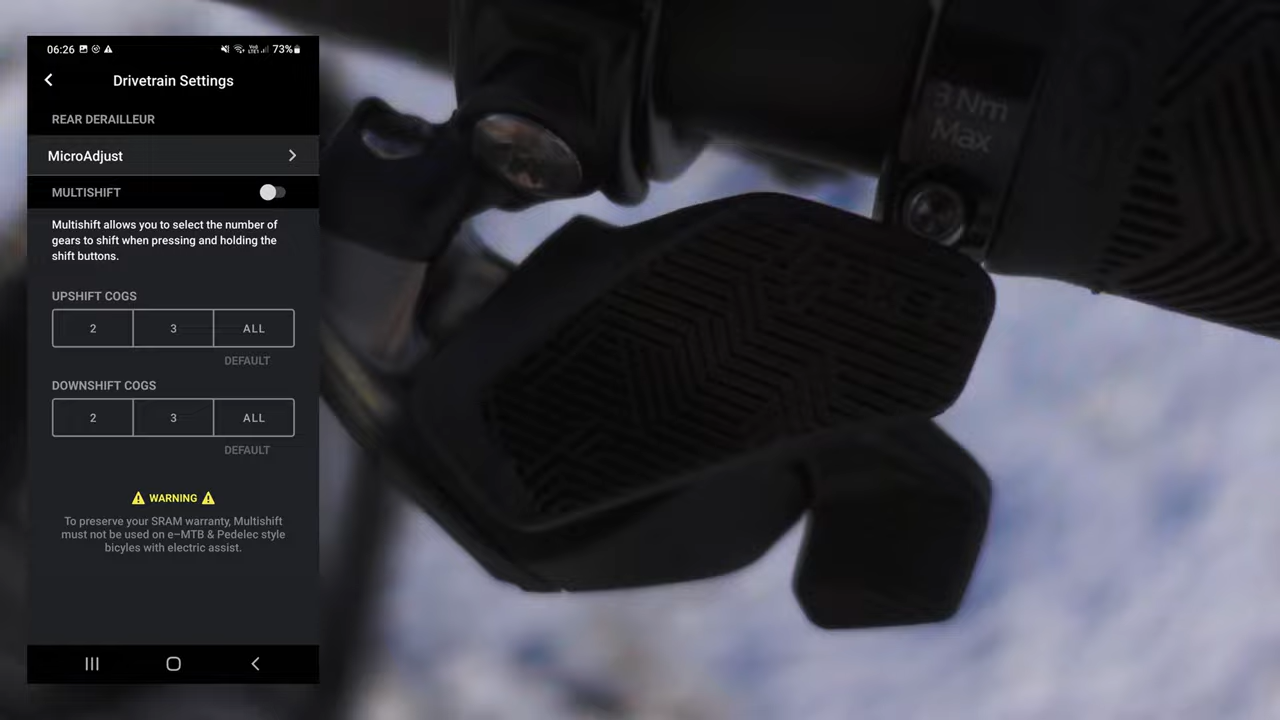 06:26
73%
Drivetrain Settings
REAR DERAILLEUR
MicroAdjust
MULTISHIFT
Multishift allows you to select the number of
gears to shift when pressing and holding the
shift buttons.
UPSHIFT COGS
2 3 ALL
DEFAULT
DOWNSHIFT COGS
2 3 ALL
DEFAULT
WARNING
To preserve your SRAM warranty, Multishift
must not be used on e-MTB & Pedelec style
bicyles with electric assist.
3 Nm
Max